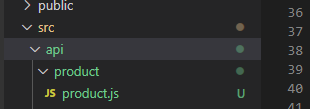 public
src
api
product
JS product.js U
36
37
38
39
40